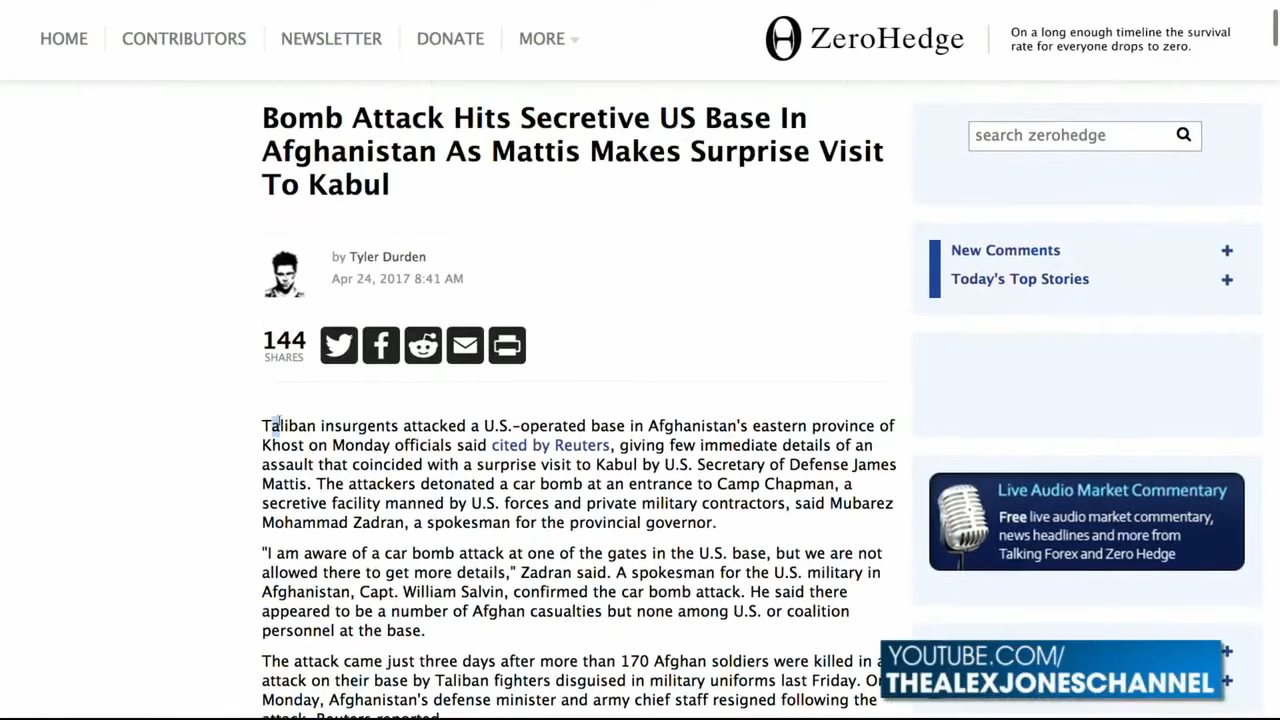 HOME
CONTRIBUTORS
NEWSLETTER
DONATE
MORE
ZeroHedge
On a long enough timeline the survival
rate for everyone drops to zero.
Bomb Attack Hits Secretive US Base In
Afghanistan As Mattis Makes Surprise Visit
To Kabul
search zerohedge
by Tyler Durden
Apr 24, 2017 8:41 AM
New Comments
Today's Top Stories
144
SHARES
Taliban insurgents attacked a U.S.-operated base in Afghanistan's eastern province of
Khost on Monday officials said cited by Reuters, giving few immediate details of an
assault that coincided with a surprise visit to Kabul by U.S. Secretary of Defense James
Mattis. The attackers detonated a car bomb at an entrance to Camp Chapman, a
secretive facility manned by U.S. forces and private military contractors, said Mubarez
Mohammad Zadran, a spokesman for the provincial governor.
"I am aware of a car bomb attack at one of the gates in the U.S. base, but we are not
allowed there to get more details," Zadran said. A spokesman for the U.S. military in
Afghanistan, Capt. William Salvin, confirmed the car bomb attack. He said there
appeared to be a number of Afghan casualties but none among U.S. or coalition
personnel at the base.
The attack came just three days after more than 170 Afghan soldiers were killed in
attack on their base by Taliban fighters disguised in military uniforms last Friday.
Monday, Afghanistan's defense minister and army chief staff resigned following the
attack, Reuters reported
Live Audio Market Commentary
Free live audio market commentary,
news headlines and more from
Talking Forex and Zero Hedge
YOUTUBE.COM/
THEALEXJONESCHANNEL